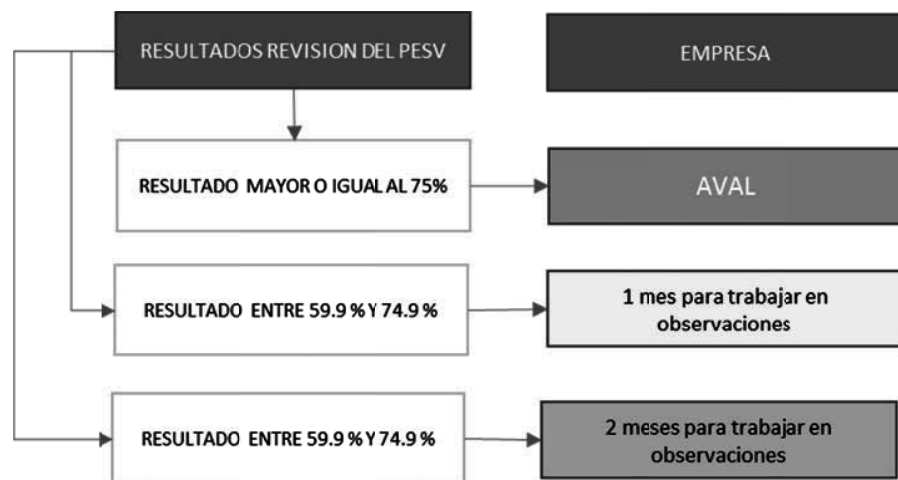 RESULTADOS REVISION DEL PESV
EMPRESA
RESULTADO MAYOR O IGUAL AL 75%
AVAL
RESULTADO ENTRE 59.9 % Y 74.9 %
1 mes para trabajar en
observaciones
RESULTADO ENTRE 59.9 % Y 74.9 %
2 meses para trabajar en
observaciones